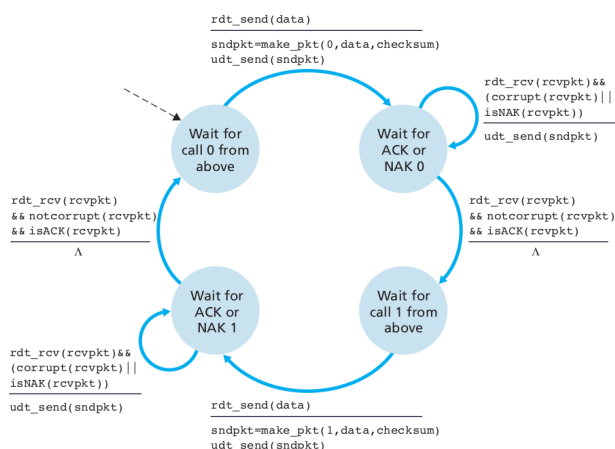 rdt_send(data)
sndpkt=make_pkt(0,data,checksum)
udt_send(sndpkt)
rdt_rcv(rcvpkt)&&
(corrupt(rcvpkt)||
isNAK(rcvpkt))
udt_send(sndpkt)
Wait for
call 0 from
above
Wait for
ACK or
NAK 0
rdt_rcv(rcvpkt)
&& notcorrupt(rcvpkt)
&& isACK(rcvpkt)
Λ
rdt_rcv(rcvpkt)
&& notcorrupt(rcvpkt)
&& isACK(rcvpkt)
Λ
Wait for
ACK or
NAK 1
Wait for
call 1 from
above
rdt_rcv(rcvpkt)&&
(corrupt(rcvpkt)||
isNAK(rcvpkt))
udt_send(sndpkt)
rdt_send(data)
sndpkt=make_pkt(1,data,checksum)
udt_send(sndpkt)